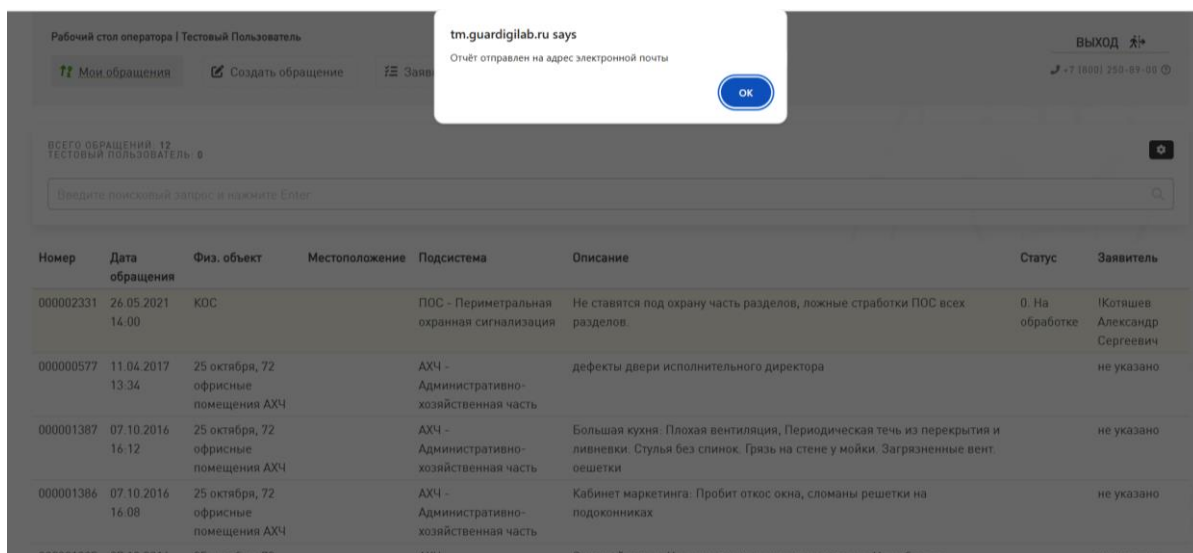 Рабочий стол оператора | Тестовый Пользователь
tm.guardigilab.ru says
Отчёт отправлен на адрес электронной почты
OK
ВЫХОД
Мои обращения
Создать обращение
+7 (800) 250-89-08
ВСЕГО ОБРАЩЕНИЙ: 12
ТЕСТОВЫЙ ПОЛЬЗОВАТЕЛЬ: 0
Введите поисковый запрос и нажмите Enter
Номер Дата обращения Физ. объект Местоположение Подсистема Описание Статус Заявитель
000002331 26.05.2021 КОС ПОС - Периметральная Не ставятся под охрану часть разделов, ложные стработки ПОС всех 0. На !Котяшев
14:00 охранная сигнализация разделов. обработке Александр
Сергеевич
000000577 11.04.2017 25 октября, 72 АХЧ - дефекты двери исполнительного директора не указано
13:34 офрисные Административно-
помещения АХЧ хозяйственная часть
000001387 07.10.2016 25 октября, 72 АХЧ - Большая кухня: Плохая вентиляция, Периодическая течь из перекрытия и не указано
16:12 офрисные Административно- ливневки. Стулья без спинок. Грязь на стене у мойки. Загрязненные вент.
помещения АХЧ хозяйственная часть оешетки
000001386 07.10.2016 25 октября, 72 АХЧ - Кабинет маркетинга: Пробит откос окна, сломаны решетки на не указано
16:08 офрисные Административно- подоконниках
помещения АХЧ хозяйственная часть